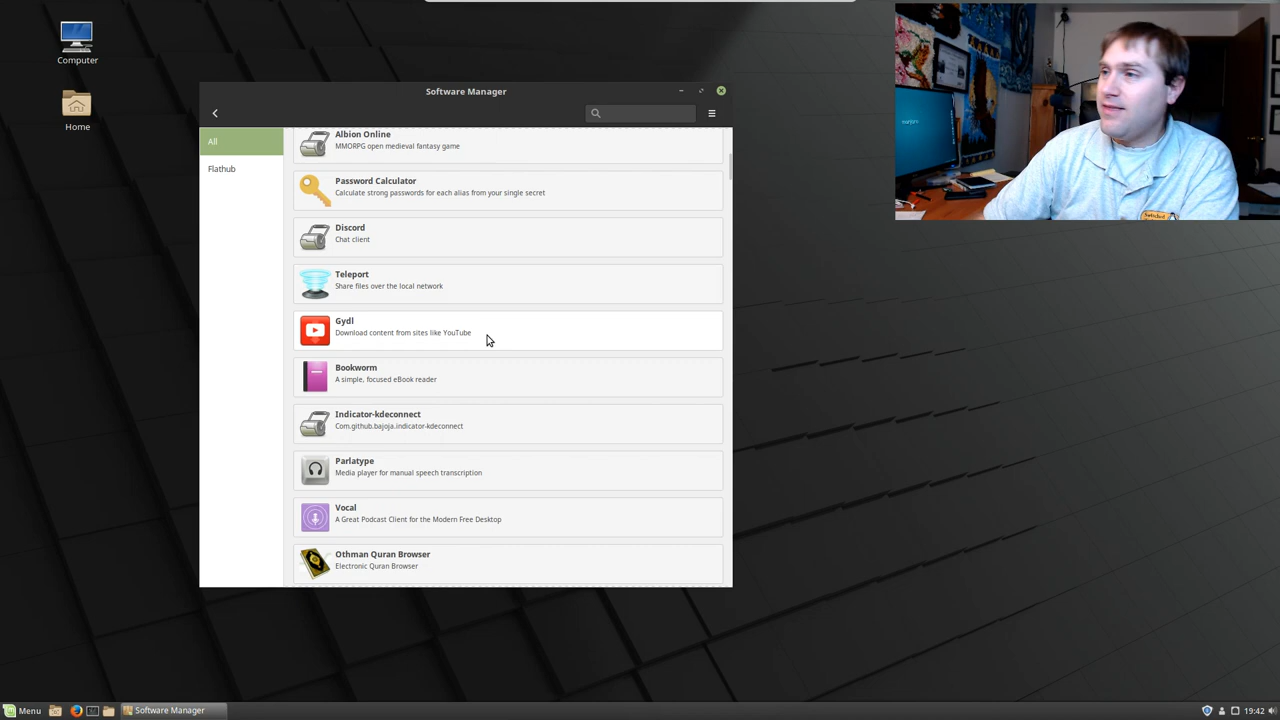 Computer
Home
Software Manager
All
Flathub
Albion Online
MMORPG open medieval fantasy game
Password Calculator
Calculate strong passwords for each alias from your single secret
Discord
Chat client
Teleport
Share files over the local network
Gydl
Download content from sites like YouTube
Bookworm
A simple, focused eBook reader
Indicator-kdeconnect
Com.github.bajoja.indicator-kdeconnect
Parlatype
Media player for manual speech transcription
Vocal
A Great Podcast Client for the Modern Free Desktop
Othman Quran Browser
Electronic Quran Browser
Menu
Software Manager
19:42